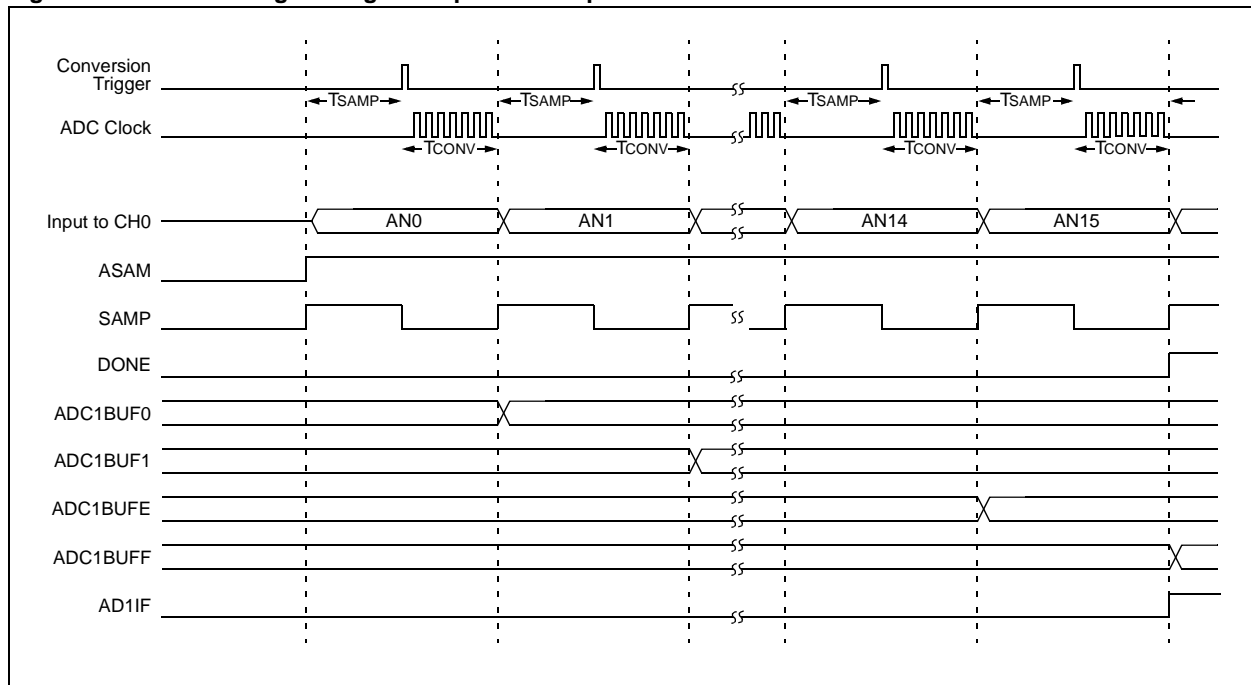 Conversion
Trigger
TSAMP TSAMP TSAMP TSAMP
ADC Clock
TCONV TCONV TCONV TCONV
Input to CH0 AN0 AN1 AN14 AN15
ASAM
SAMP
DONE
ADC1BUF0
ADC1BUF1
ADC1BUFE
ADC1BUFF
AD1IF